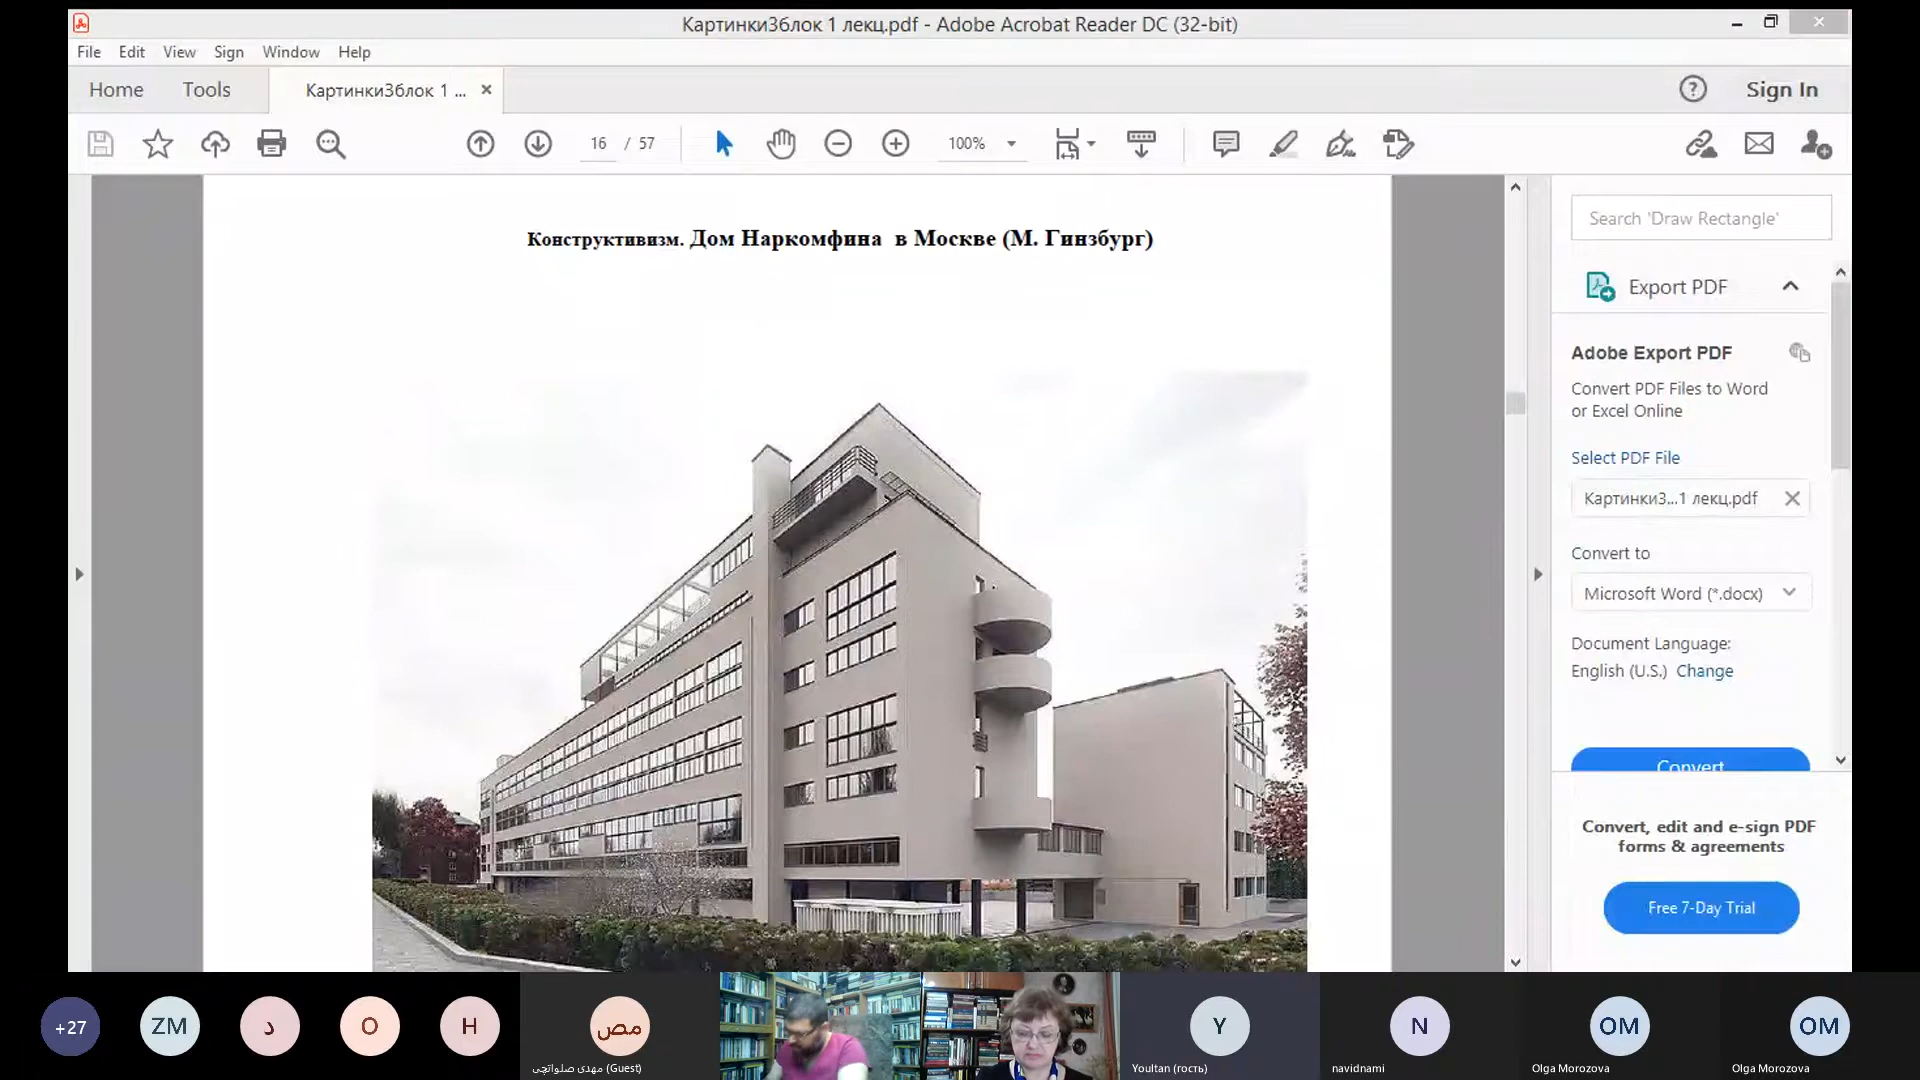 Картинки3блок 1 лекц.pdf - Adobe Acrobat Reader DC (32-bit)
File Edit View Sign Window Help
Home Tools Картинки3блок 1 ...
Sign In
16 / 57
100%
Конструктивизм. Дом Наркомфина в Москве (М. Гинзбург)
Search 'Draw Rectangle'
Export PDF
Adobe Export PDF
Convert PDF Files to Word
or Excel Online
Select PDF File
Картинки3...1 лекц.pdf
Convert to
Microsoft Word (*.docx)
Document Language:
English (U.S.) Change
Convert
Convert, edit and e-sign PDF
forms & agreements
Free 7-Day Trial
+27
ZM
د
O
H
مص
Y
N
OM
OM
مهدی صلواتچی (Guest)
Youltan (гость)
navidnami
Olga Morozova
Olga Morozova